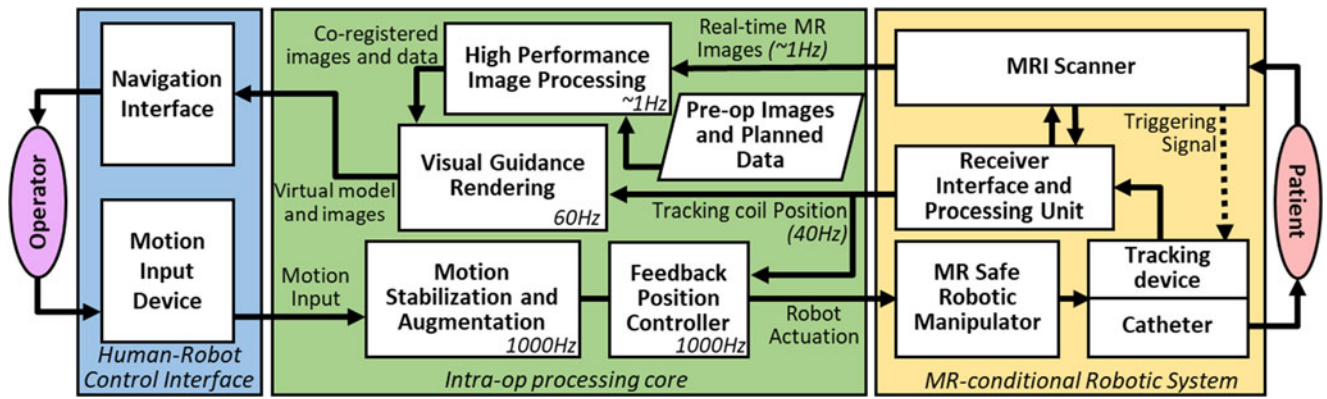 Operator
Navigation
Interface
Motion
Input
Device
Human-Robot
Control Interface
Co-registered
images and data
High Performance
Image Processing
~1Hz
Real-time MR
Images (~1Hz)
Pre-op Images
and Planned
Data
Visual Guidance
Rendering
60Hz
Virtual model
and images
Tracking coil Position
(40Hz)
Motion
Input
Motion
Stabilization and
Augmentation
1000Hz
Feedback
Position
Controller
1000Hz
Robot
Actuation
Intra-op processing core
MRI Scanner
Triggering
Signal
Receiver
Interface and
Processing Unit
MR Safe
Robotic
Manipulator
Tracking
device
Catheter
MR-conditional Robotic System
Patient